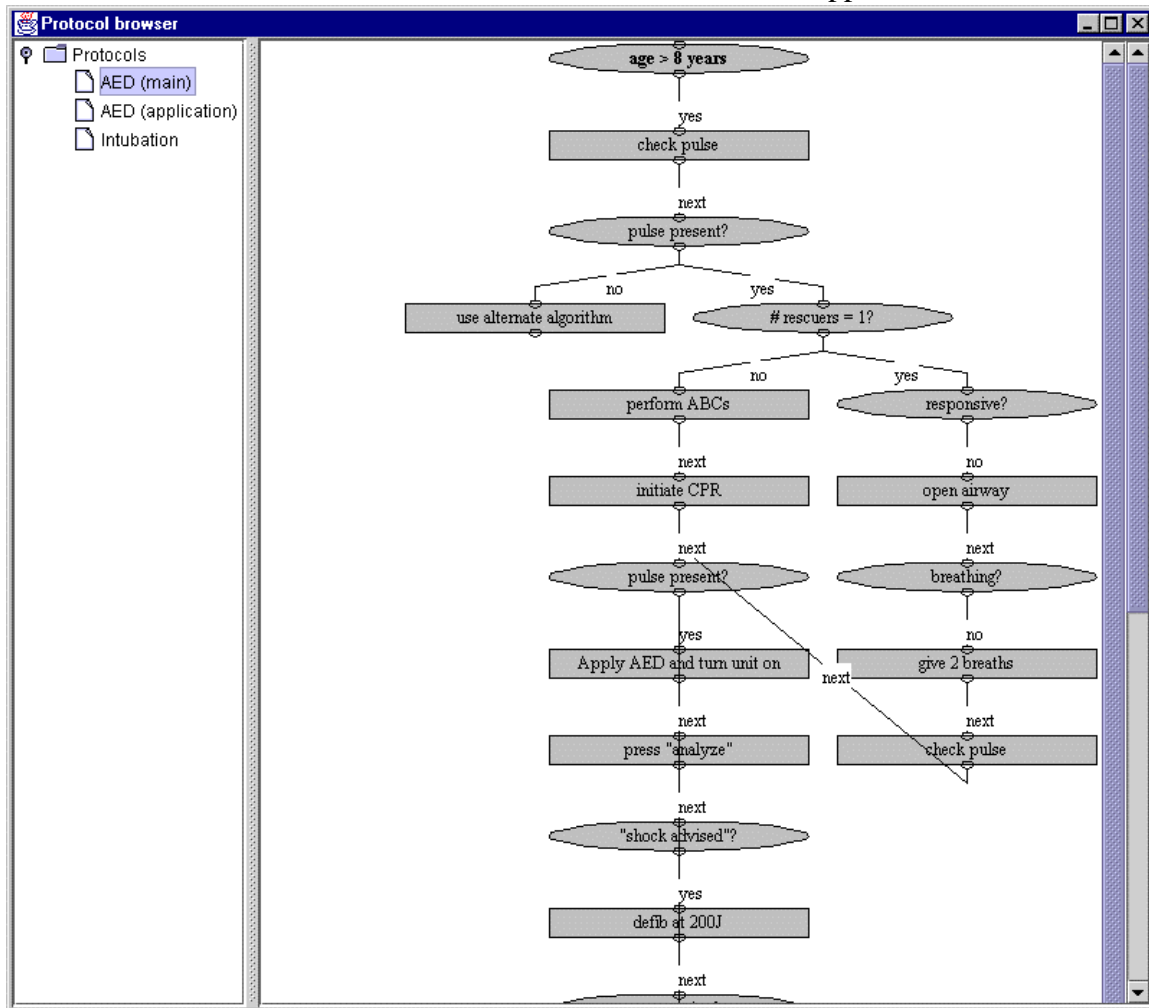 Protocol browser
Protocols
AED (main)
AED (application)
Intubation
age > 8 years
yes
check pulse
next
pulse present?
no yes
use alternate algorithm # rescuers = 1?
no yes
perform ABCs responsive?
next no
initiate CPR open airway
next next
pulse present? breathing?
yes no
Apply AED and turn unit on give 2 breaths
next
next next
press "analyze" check pulse
next
"shock advised"?
yes
defib at 200J
next